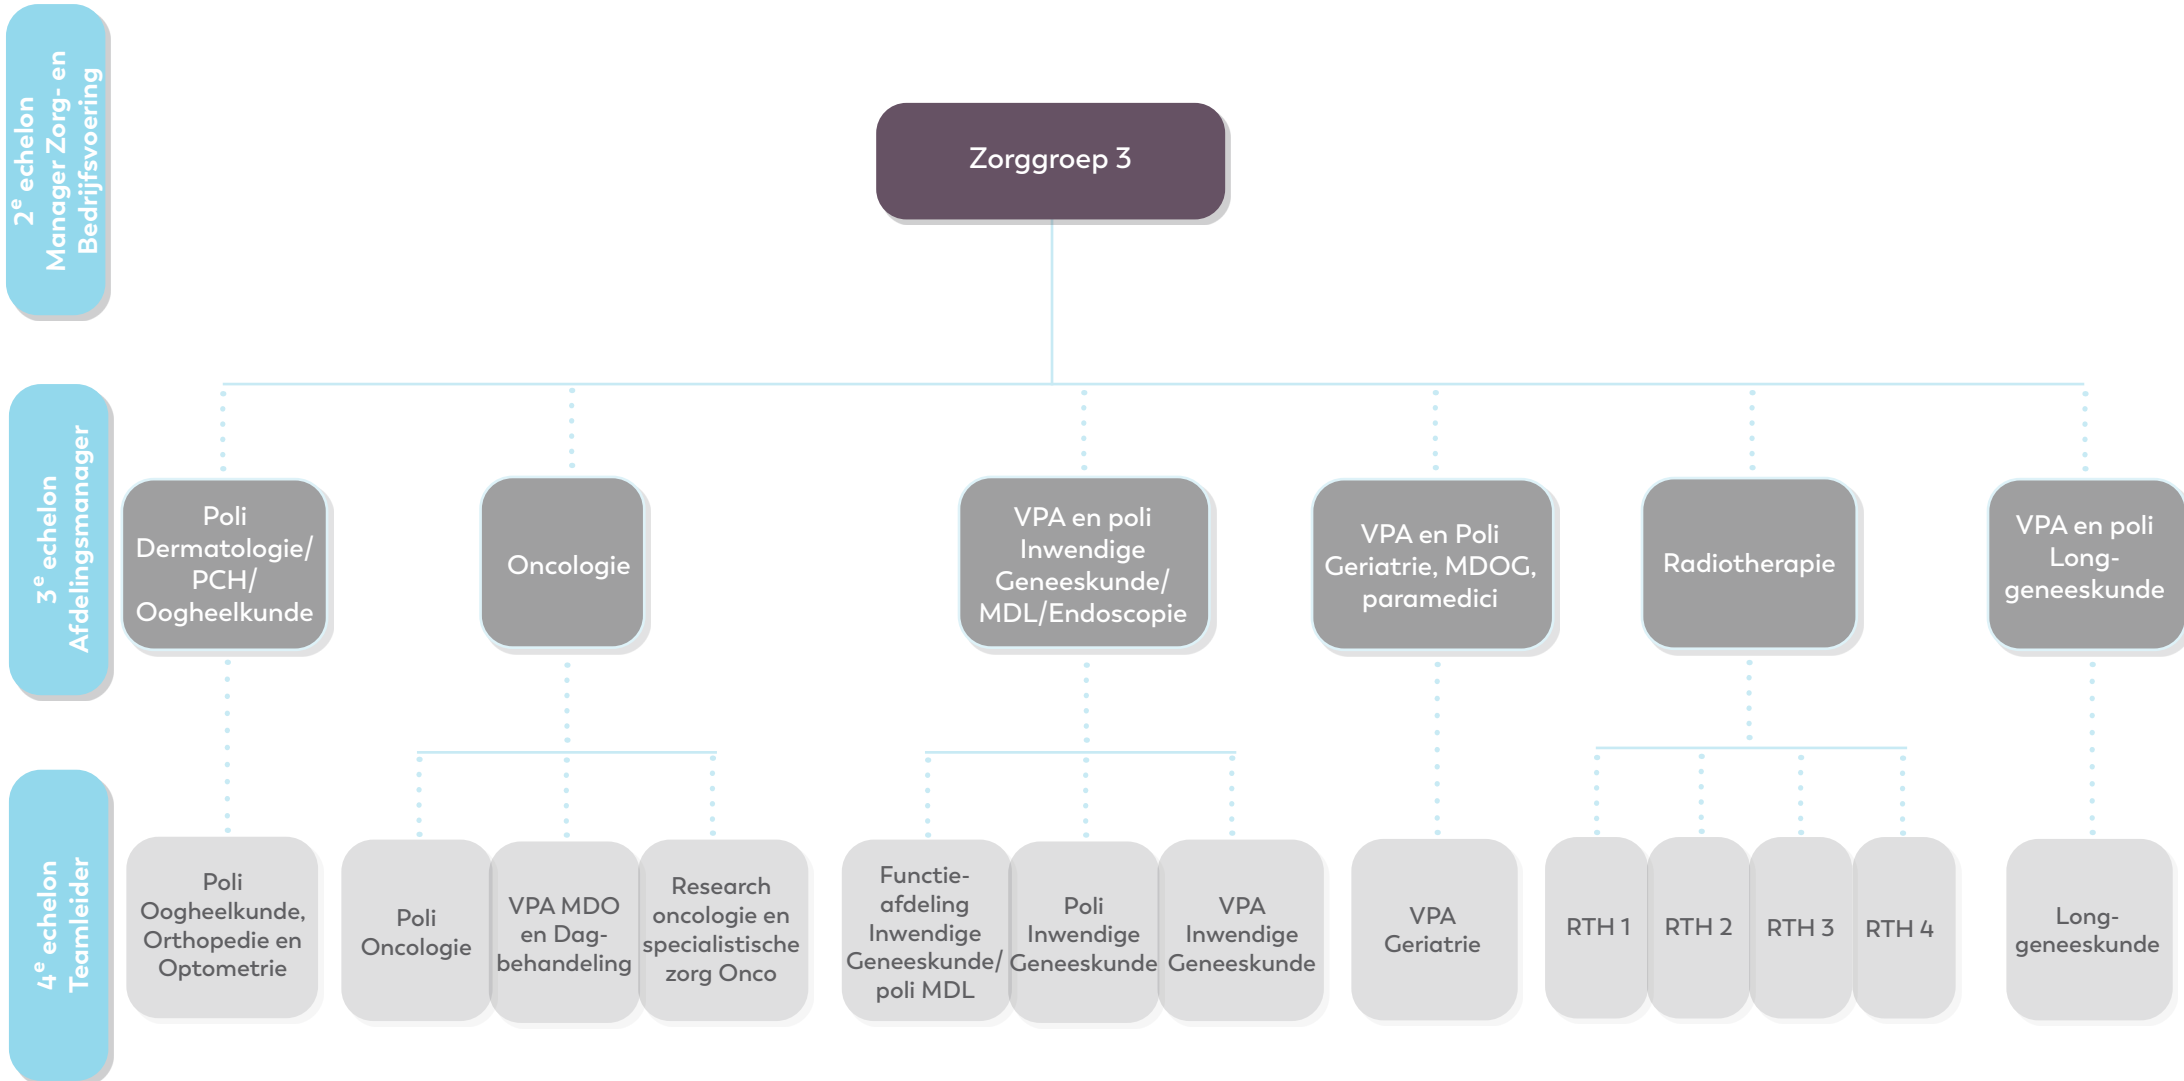 2e echelon
Manager Zorg- en
Bedrijfsvoering
Zorggroep 3
3e echelon
Afdelingsmanager
Poli
Dermatologie/
PCH/
Oogheelkunde
Oncologie
VPA en poli
Inwendige
Geneeskunde/
MDL/Endoscopie
VPA en Poli
Geriatrie, MDOG,
paramedici
Radiotherapie
VPA en poli
Long-
geneeskunde
4e echelon
Teamleider
Poli
Oogheelkunde,
Orthopedie en
Optometrie
Poli
Oncologie
VPA MDO
en Dag-
behandeling
Research
oncologie en
specialistische
zorg Onco
Functie-
afdeling
Inwendige
Geneeskunde/
poli MDL
Poli
Inwendige
Geneeskunde
VPA
Inwendige
Geneeskunde
VPA
Geriatrie
RTH 1
RTH 2
RTH 3
RTH 4
Long-
geneeskunde